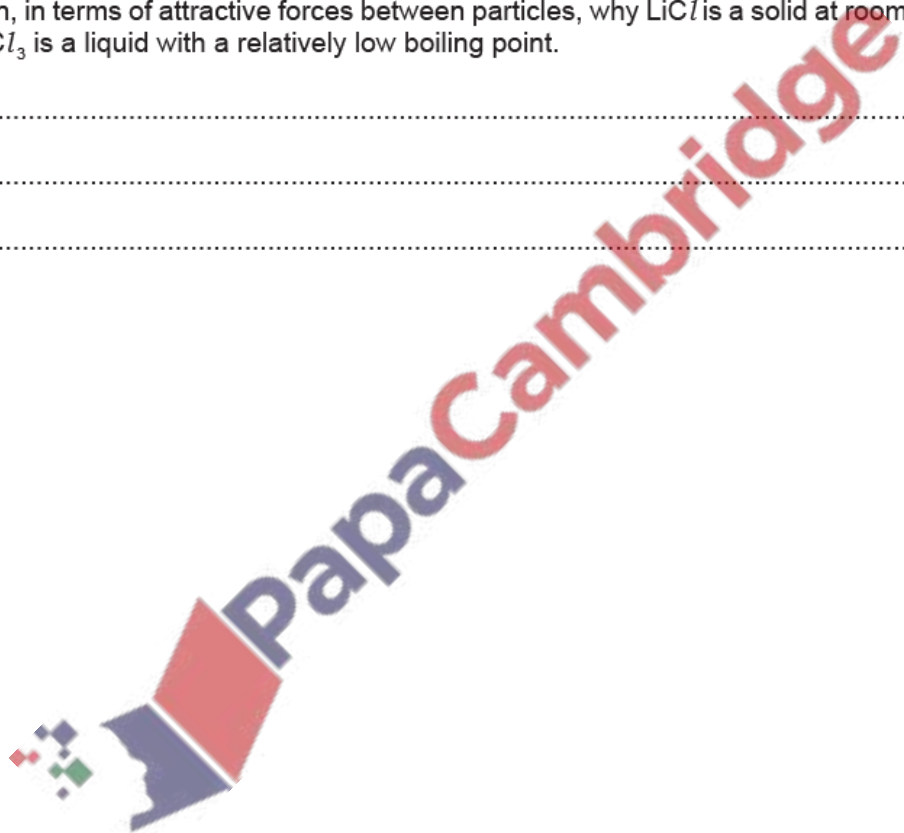 n, in terms of attractive forces between particles, why LiCl is a solid at room
Cl₃ is a liquid with a relatively low boiling point.
PapaCambridge